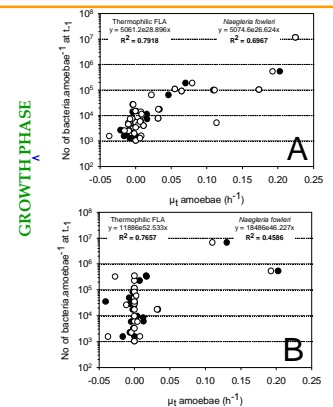 GROWTH PHASE
No of bacteria.amoebae⁻¹ at t₋₁
10⁷
10⁶
10⁵
10⁴
10³
10²
Thermophilic FLA
y = 5061.2e28.896x
R² = 0.7918
Naegleria fowleri
y = 5074.6e26.624x
R² = 0.6967
A
-0.05 0.00 0.05 0.10 0.15 0.20 0.25
µt amoebae (h⁻¹)
No of bacteria.amoebae⁻¹ at t₋₁
10⁸
10⁷
10⁶
10⁵
10⁴
10³
10²
Thermophilic FLA
y = 11886e52.533x
R² = 0.7657
Naegleria fowleri
y = 18486e46.227x
R² = 0.4586
B
-0.05 0.00 0.05 0.10 0.15 0.20 0.25
µt amoebae (h⁻¹)